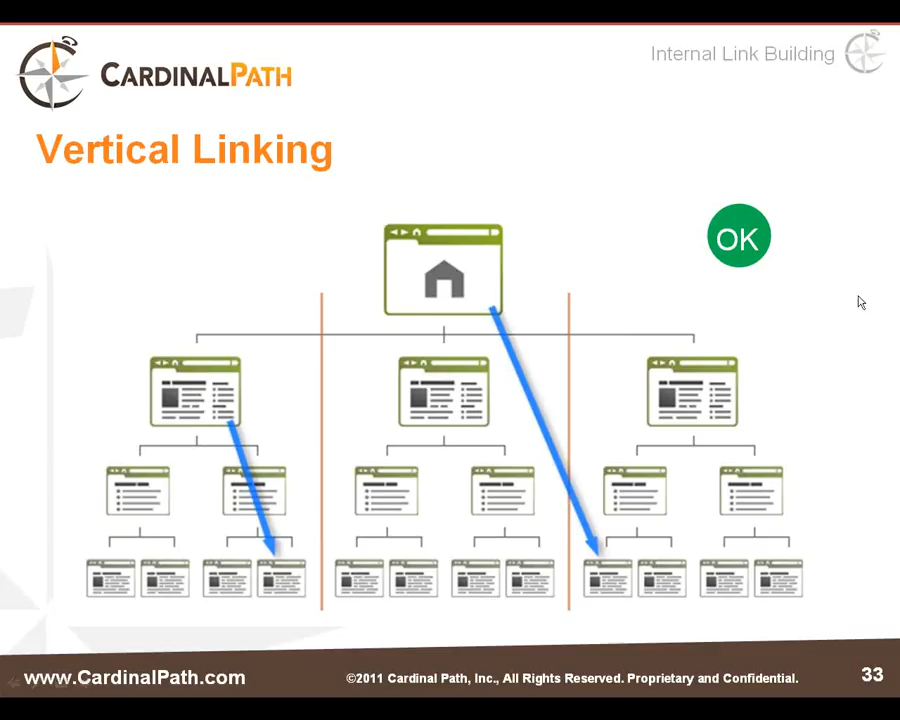 CARDINALPATH
Internal Link Building
Vertical Linking
OK
www.CardinalPath.com
©2011 Cardinal Path, Inc., All Rights Reserved. Proprietary and Confidential.
33